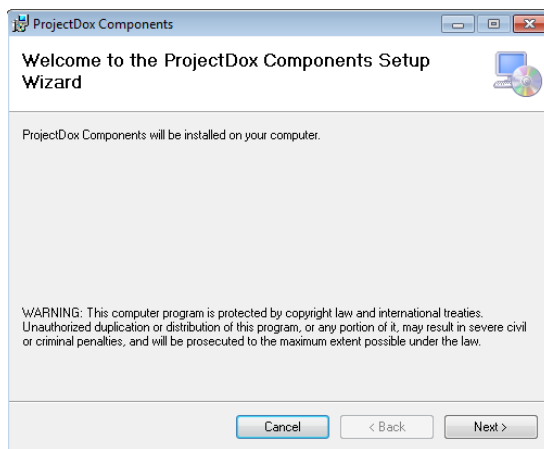 ProjectDox Components
Welcome to the ProjectDox Components Setup
Wizard
ProjectDox Components will be installed on your computer.
WARNING: This computer program is protected by copyright law and international treaties.
Unauthorized duplication or distribution of this program, or any portion of it, may result in severe civil
or criminal penalties, and will be prosecuted to the maximum extent possible under the law.
Cancel
< Back
Next >